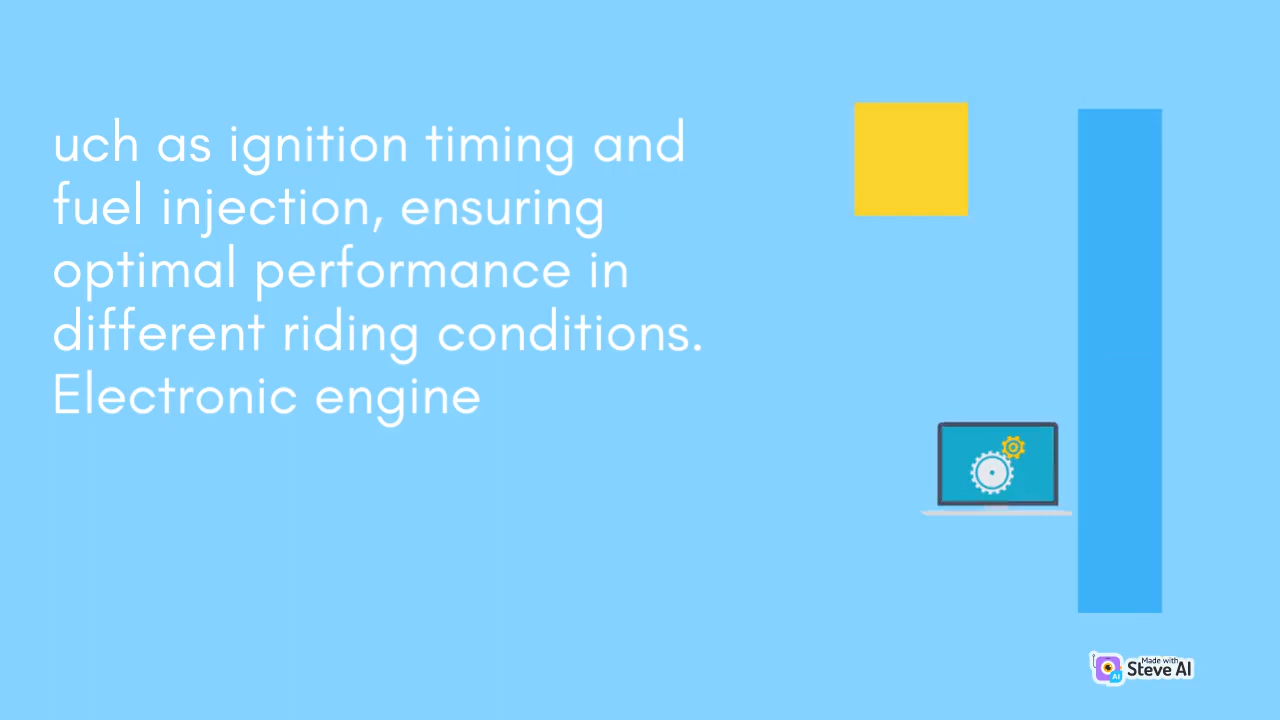 uch as ignition timing and
fuel injection, ensuring
optimal performance in
different riding conditions.
Electronic engine
Made with
Steve AI
AI